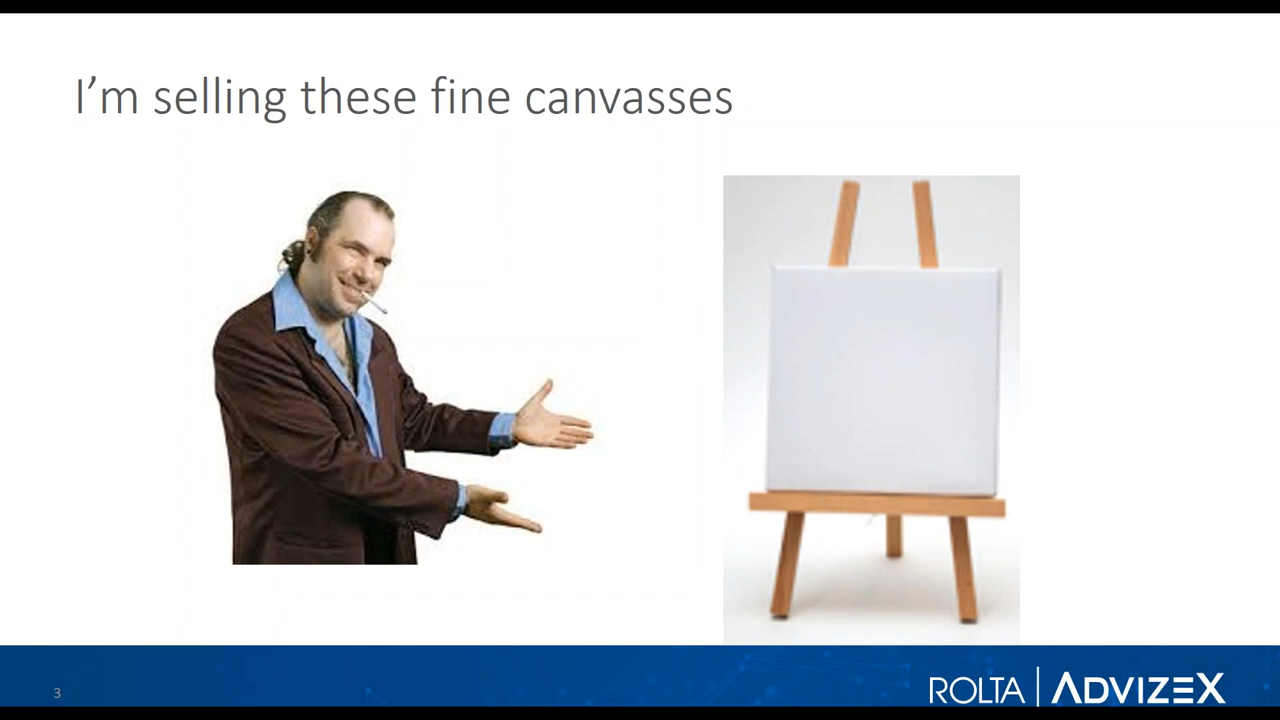 I'm selling these fine canvasses
3
ROLTA | ADVIZEX